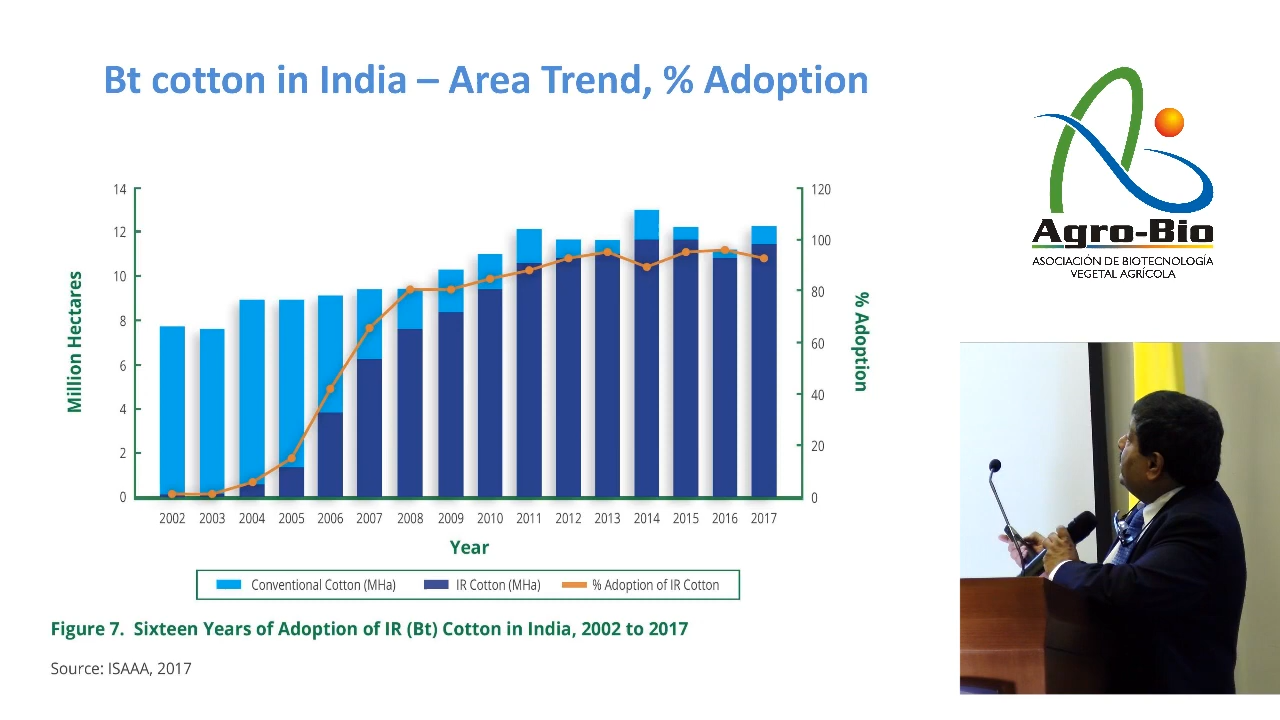 Bt cotton in India – Area Trend, % Adoption
Agro-Bio
ASOCIACIÓN DE BIOTECNOLOGÍA
VEGETAL AGRÍCOLA
Million Hectares
14
12
10
8
6
4
2
0
120
100
80
60
40
20
0
% Adoption
2002 2003 2004 2005 2006 2007 2008 2009 2010 2011 2012 2013 2014 2015 2016 2017
Year
Conventional Cotton (MHa) IR Cotton (MHa) % Adoption of IR Cotton
Figure 7. Sixteen Years of Adoption of IR (Bt) Cotton in India, 2002 to 2017
Source: ISAAA, 2017